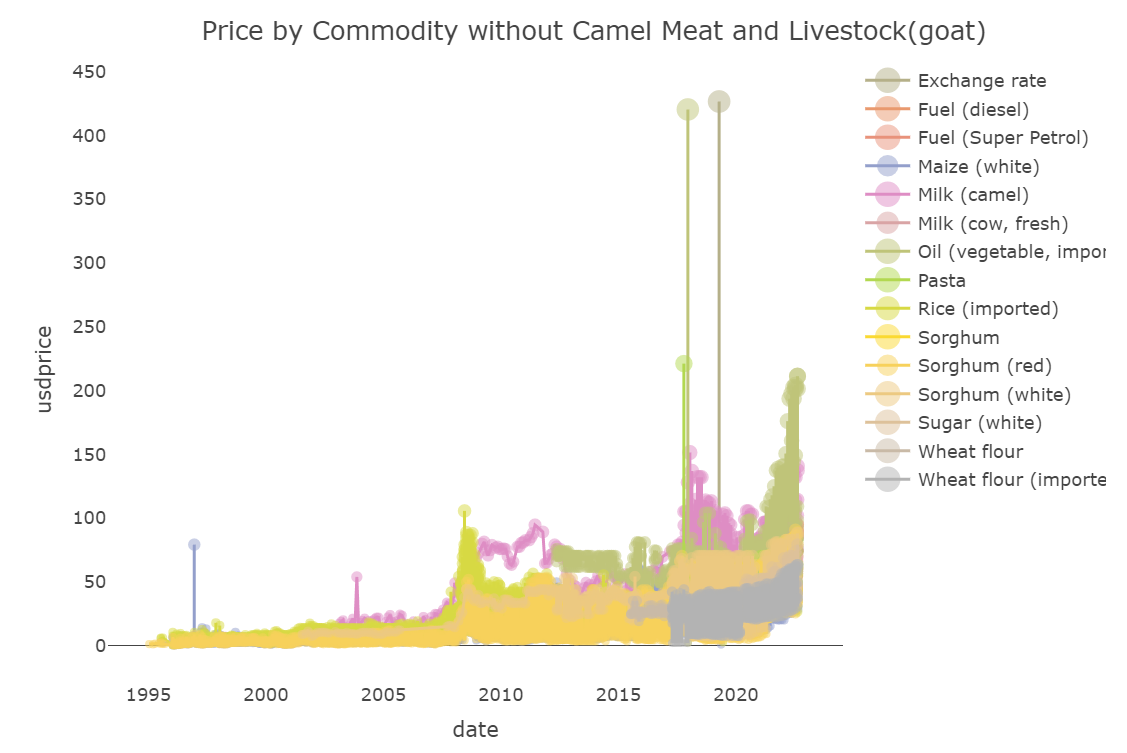 Price by Commodity without Camel Meat and Livestock(goat)
450
400
350
300
250
200
150
100
50
0
usdprice
1995
2000
2005
2010
2015
2020
date
Exchange rate
Fuel (diesel)
Fuel (Super Petrol)
Maize (white)
Milk (camel)
Milk (cow, fresh)
Oil (vegetable, impor
Pasta
Rice (imported)
Sorghum
Sorghum (red)
Sorghum (white)
Sugar (white)
Wheat flour
Wheat flour (importe